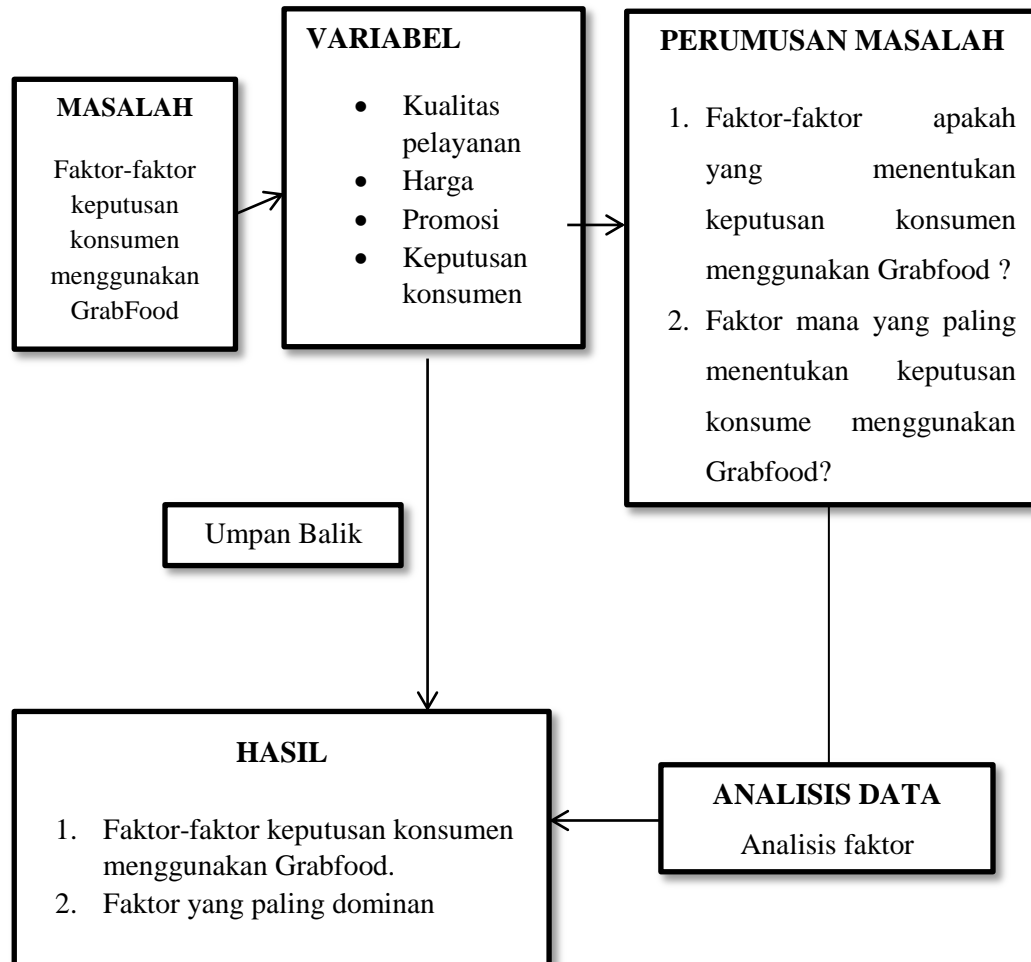 MASALAH
Faktor-faktor
keputusan
konsumen
menggunakan
GrabFood
VARIABEL
• Kualitas
pelayanan
• Harga
• Promosi
• Keputusan
konsumen
PERUMUSAN MASALAH
1. Faktor-faktor apakah
yang menentukan
keputusan konsumen
menggunakan Grabfood ?
2. Faktor mana yang paling
menentukan keputusan
konsume menggunakan
Grabfood?
Umpan Balik
HASIL
1. Faktor-faktor keputusan konsumen
menggunakan Grabfood.
2. Faktor yang paling dominan
ANALISIS DATA
Analisis faktor